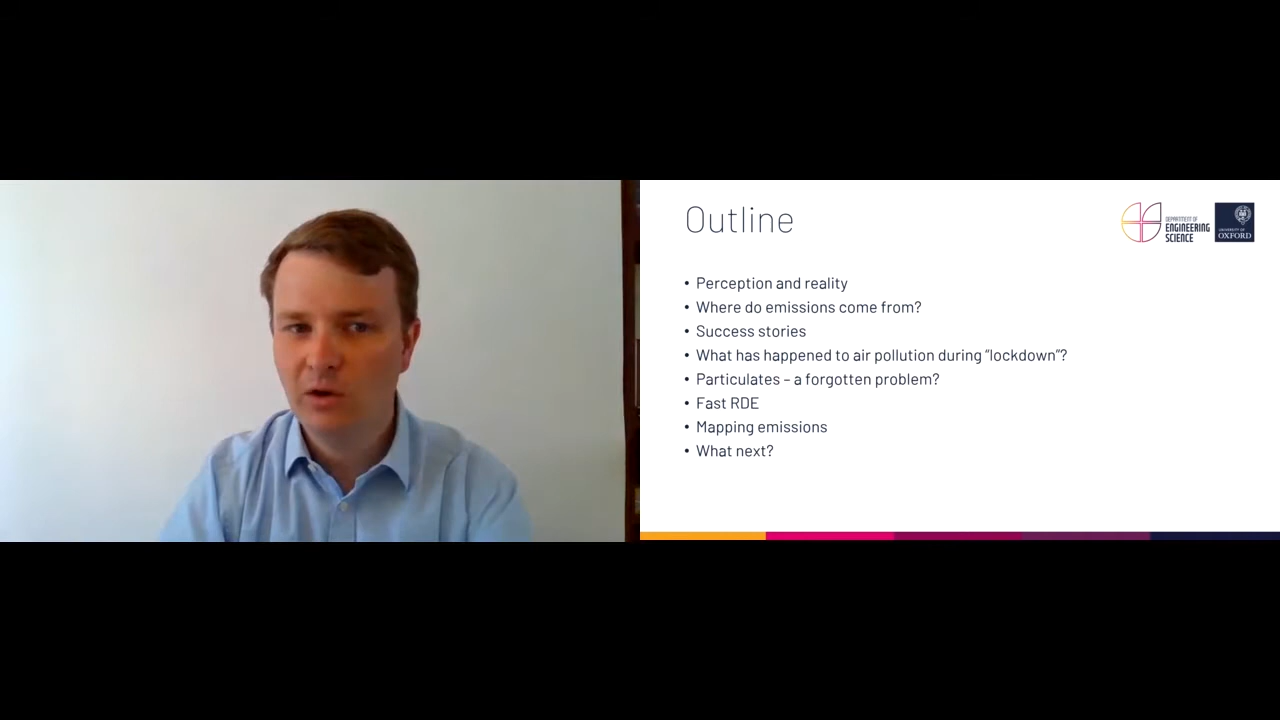 Outline
DEPARTMENT OF
ENGINEERING
SCIENCE
UNIVERSITY OF
OXFORD
• Perception and reality
• Where do emissions come from?
• Success stories
• What has happened to air pollution during “lockdown”?
• Particulates – a forgotten problem?
• Fast RDE
• Mapping emissions
• What next?